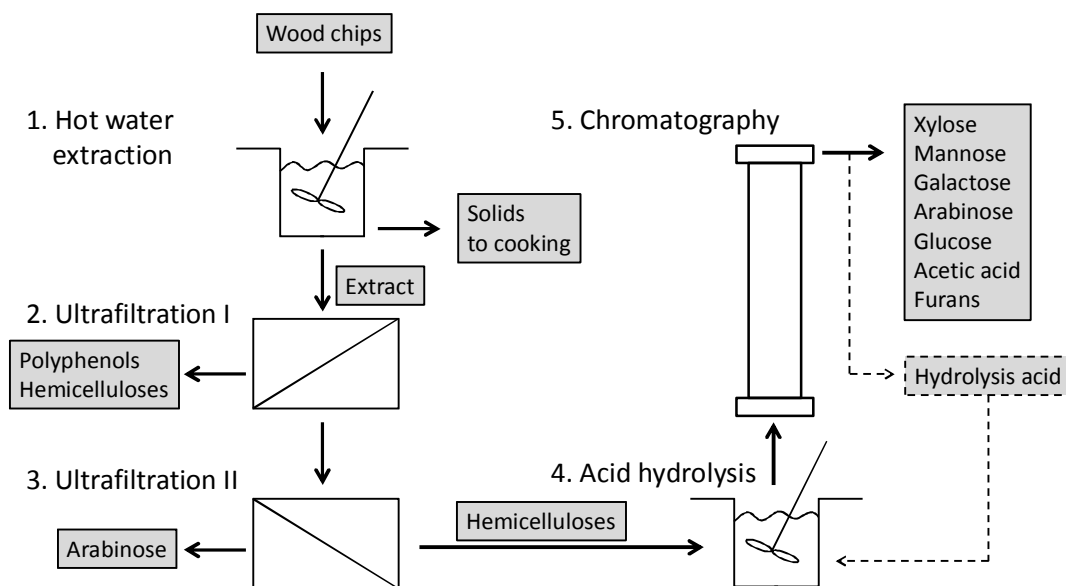 Wood chips
1. Hot water
extraction
Solids
to cooking
Extract
2. Ultrafiltration I
Polyphenols
Hemicelluloses
3. Ultrafiltration II
Arabinose
Hemicelluloses
4. Acid hydrolysis
5. Chromatography
Xylose
Mannose
Galactose
Arabinose
Glucose
Acetic acid
Furans
Hydrolysis acid